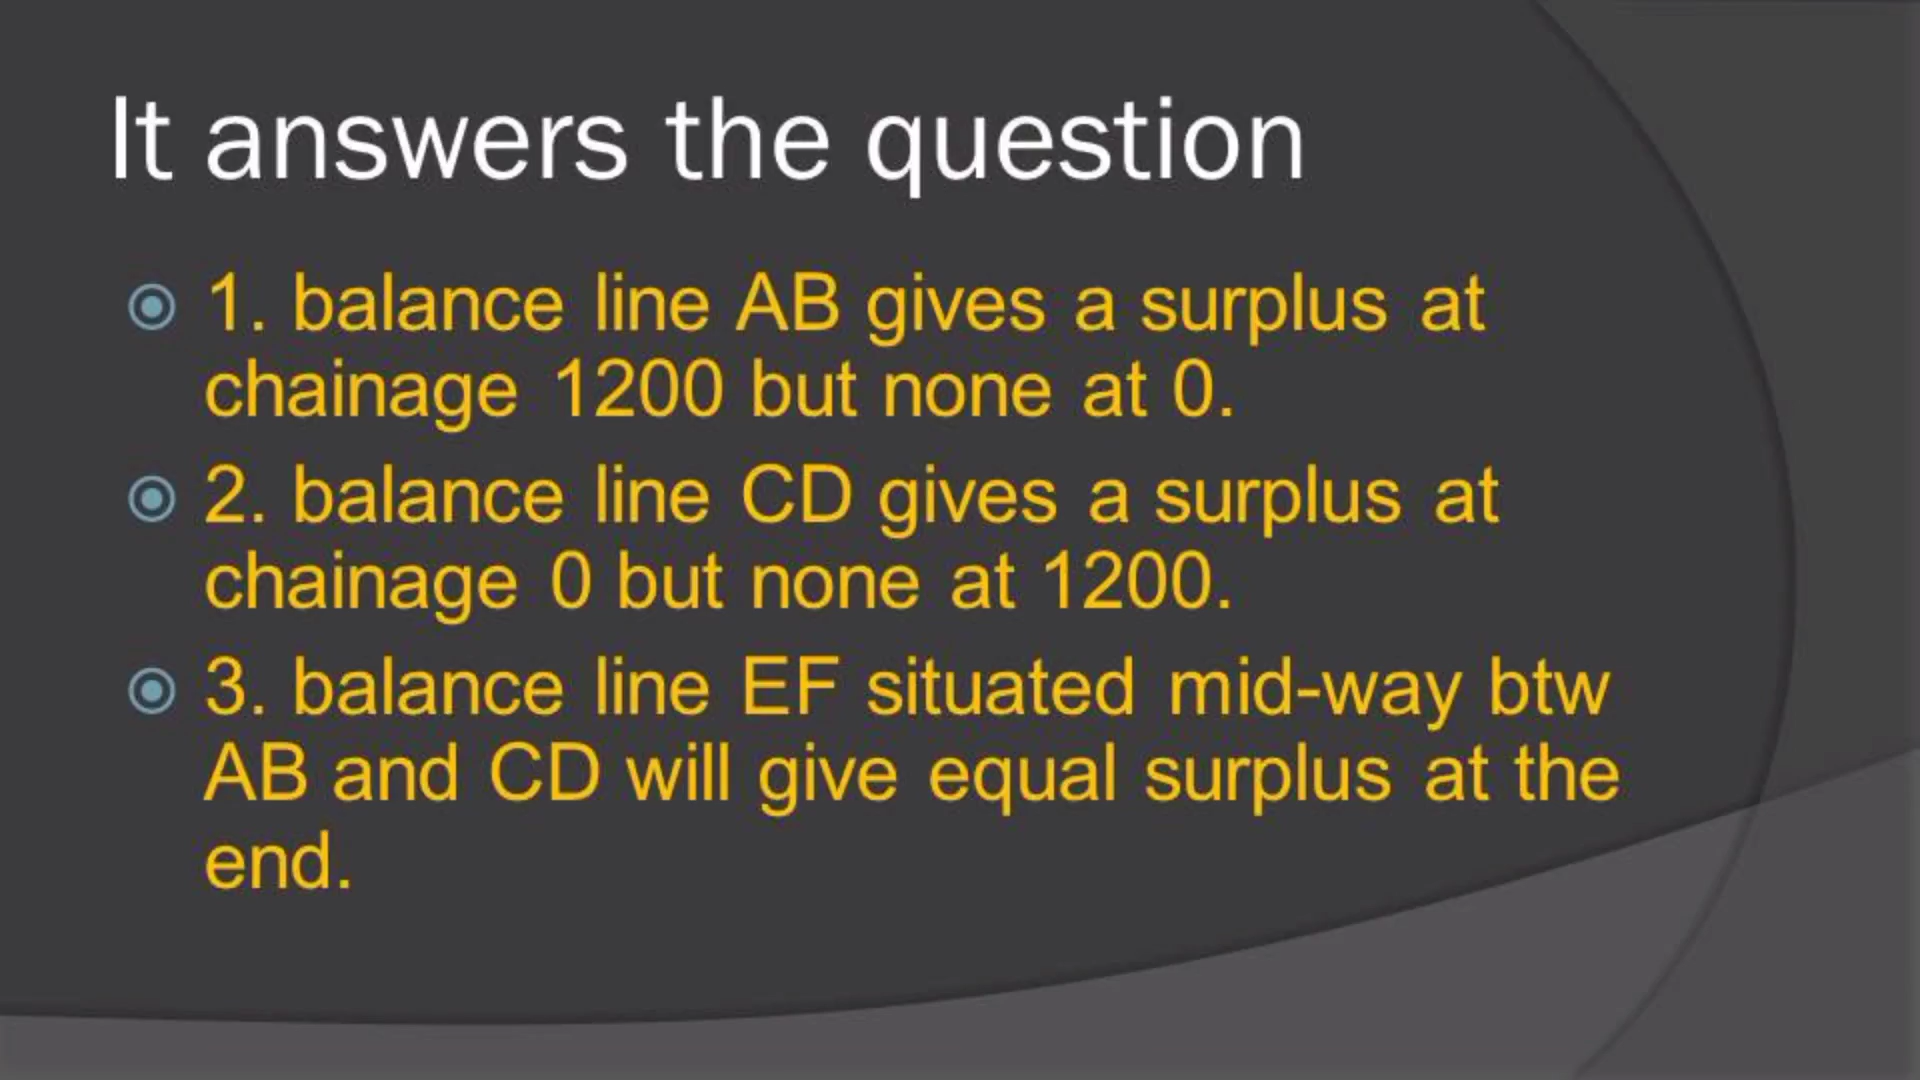 It answers the question
1. balance line AB gives a surplus at
chainage 1200 but none at 0.
2. balance line CD gives a surplus at
chainage 0 but none at 1200.
3. balance line EF situated mid-way btw
AB and CD will give equal surplus at the
end.